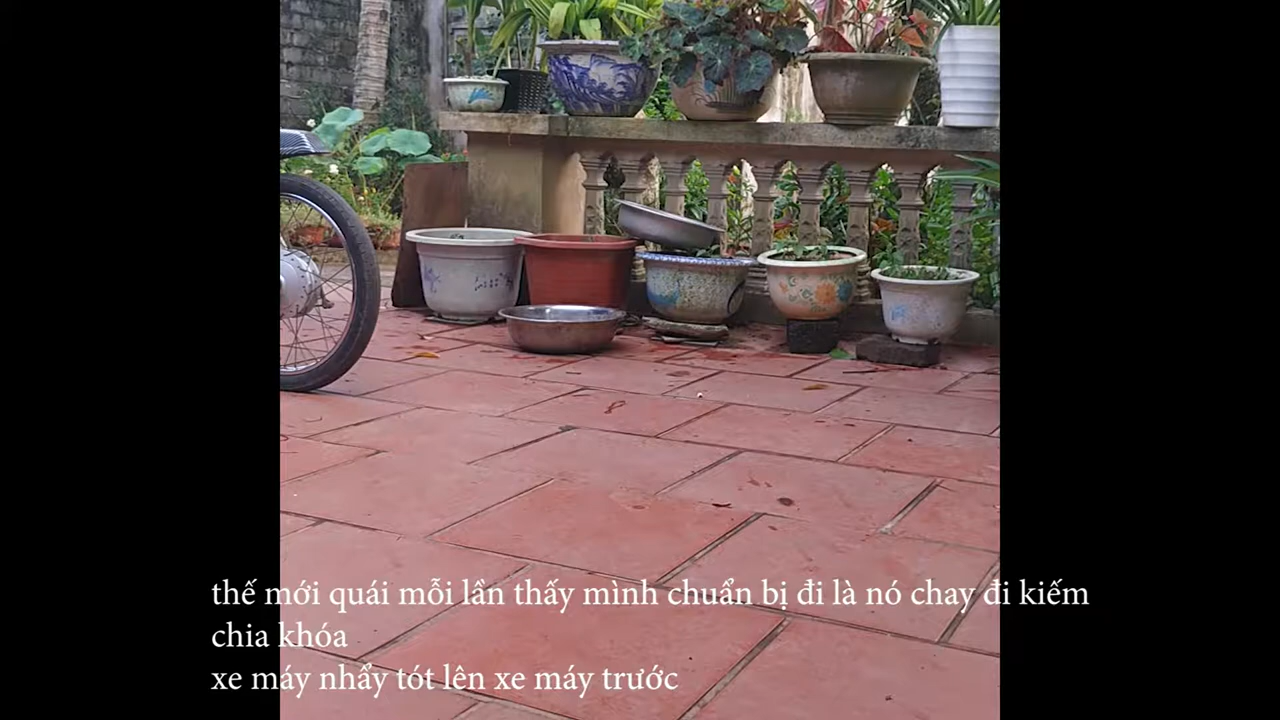 thế mới quái mỗi lần thấy mình chuẩn bị đi là nó chay đi kiếm
chia khóa
xe máy nhẩy tót lên xe máy trước